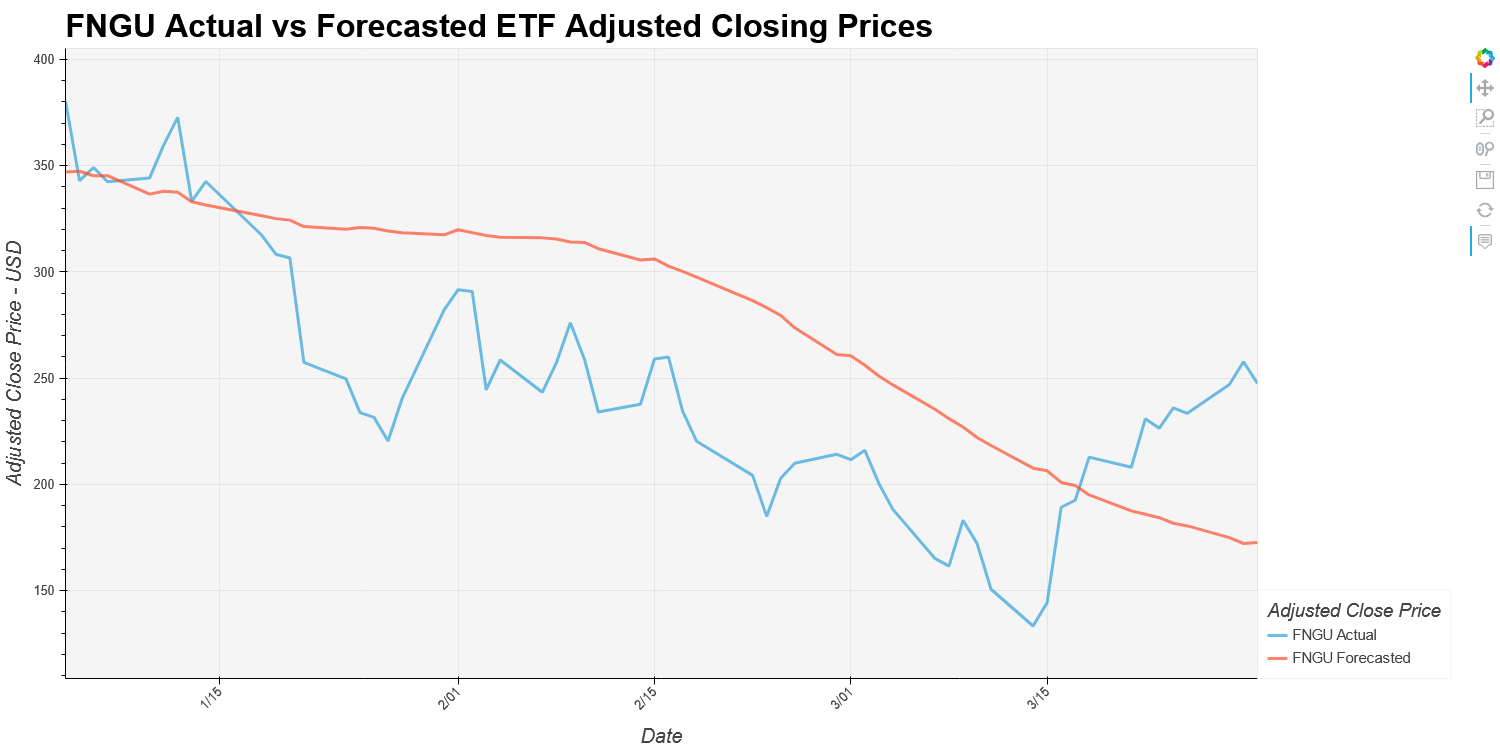 FNGU Actual vs Forecasted ETF Adjusted Closing Prices
Adjusted Close Price - USD
400
350
300
250
200
150
1/15
2/01
2/15
3/01
3/15
Date
Adjusted Close Price
FNGU Actual
FNGU Forecasted